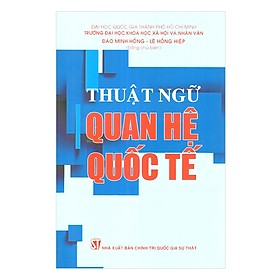 ĐẠI HỌC QUỐC GIA THÀNH PHỐ HỒ CHÍ MINH
TRƯỜNG ĐẠI HỌC KHOA HỌC XÃ HỘI VÀ NHÂN VĂN
ĐÀO MINH HỒNG - LÊ HỒNG HIỆP
(Đồng chủ biên)
THUẬT NGỮ
QUAN HỆ
QUỐC TẾ
ST
NHÀ XUẤT BẢN CHÍNH TRỊ QUỐC GIA SỰ THẬT